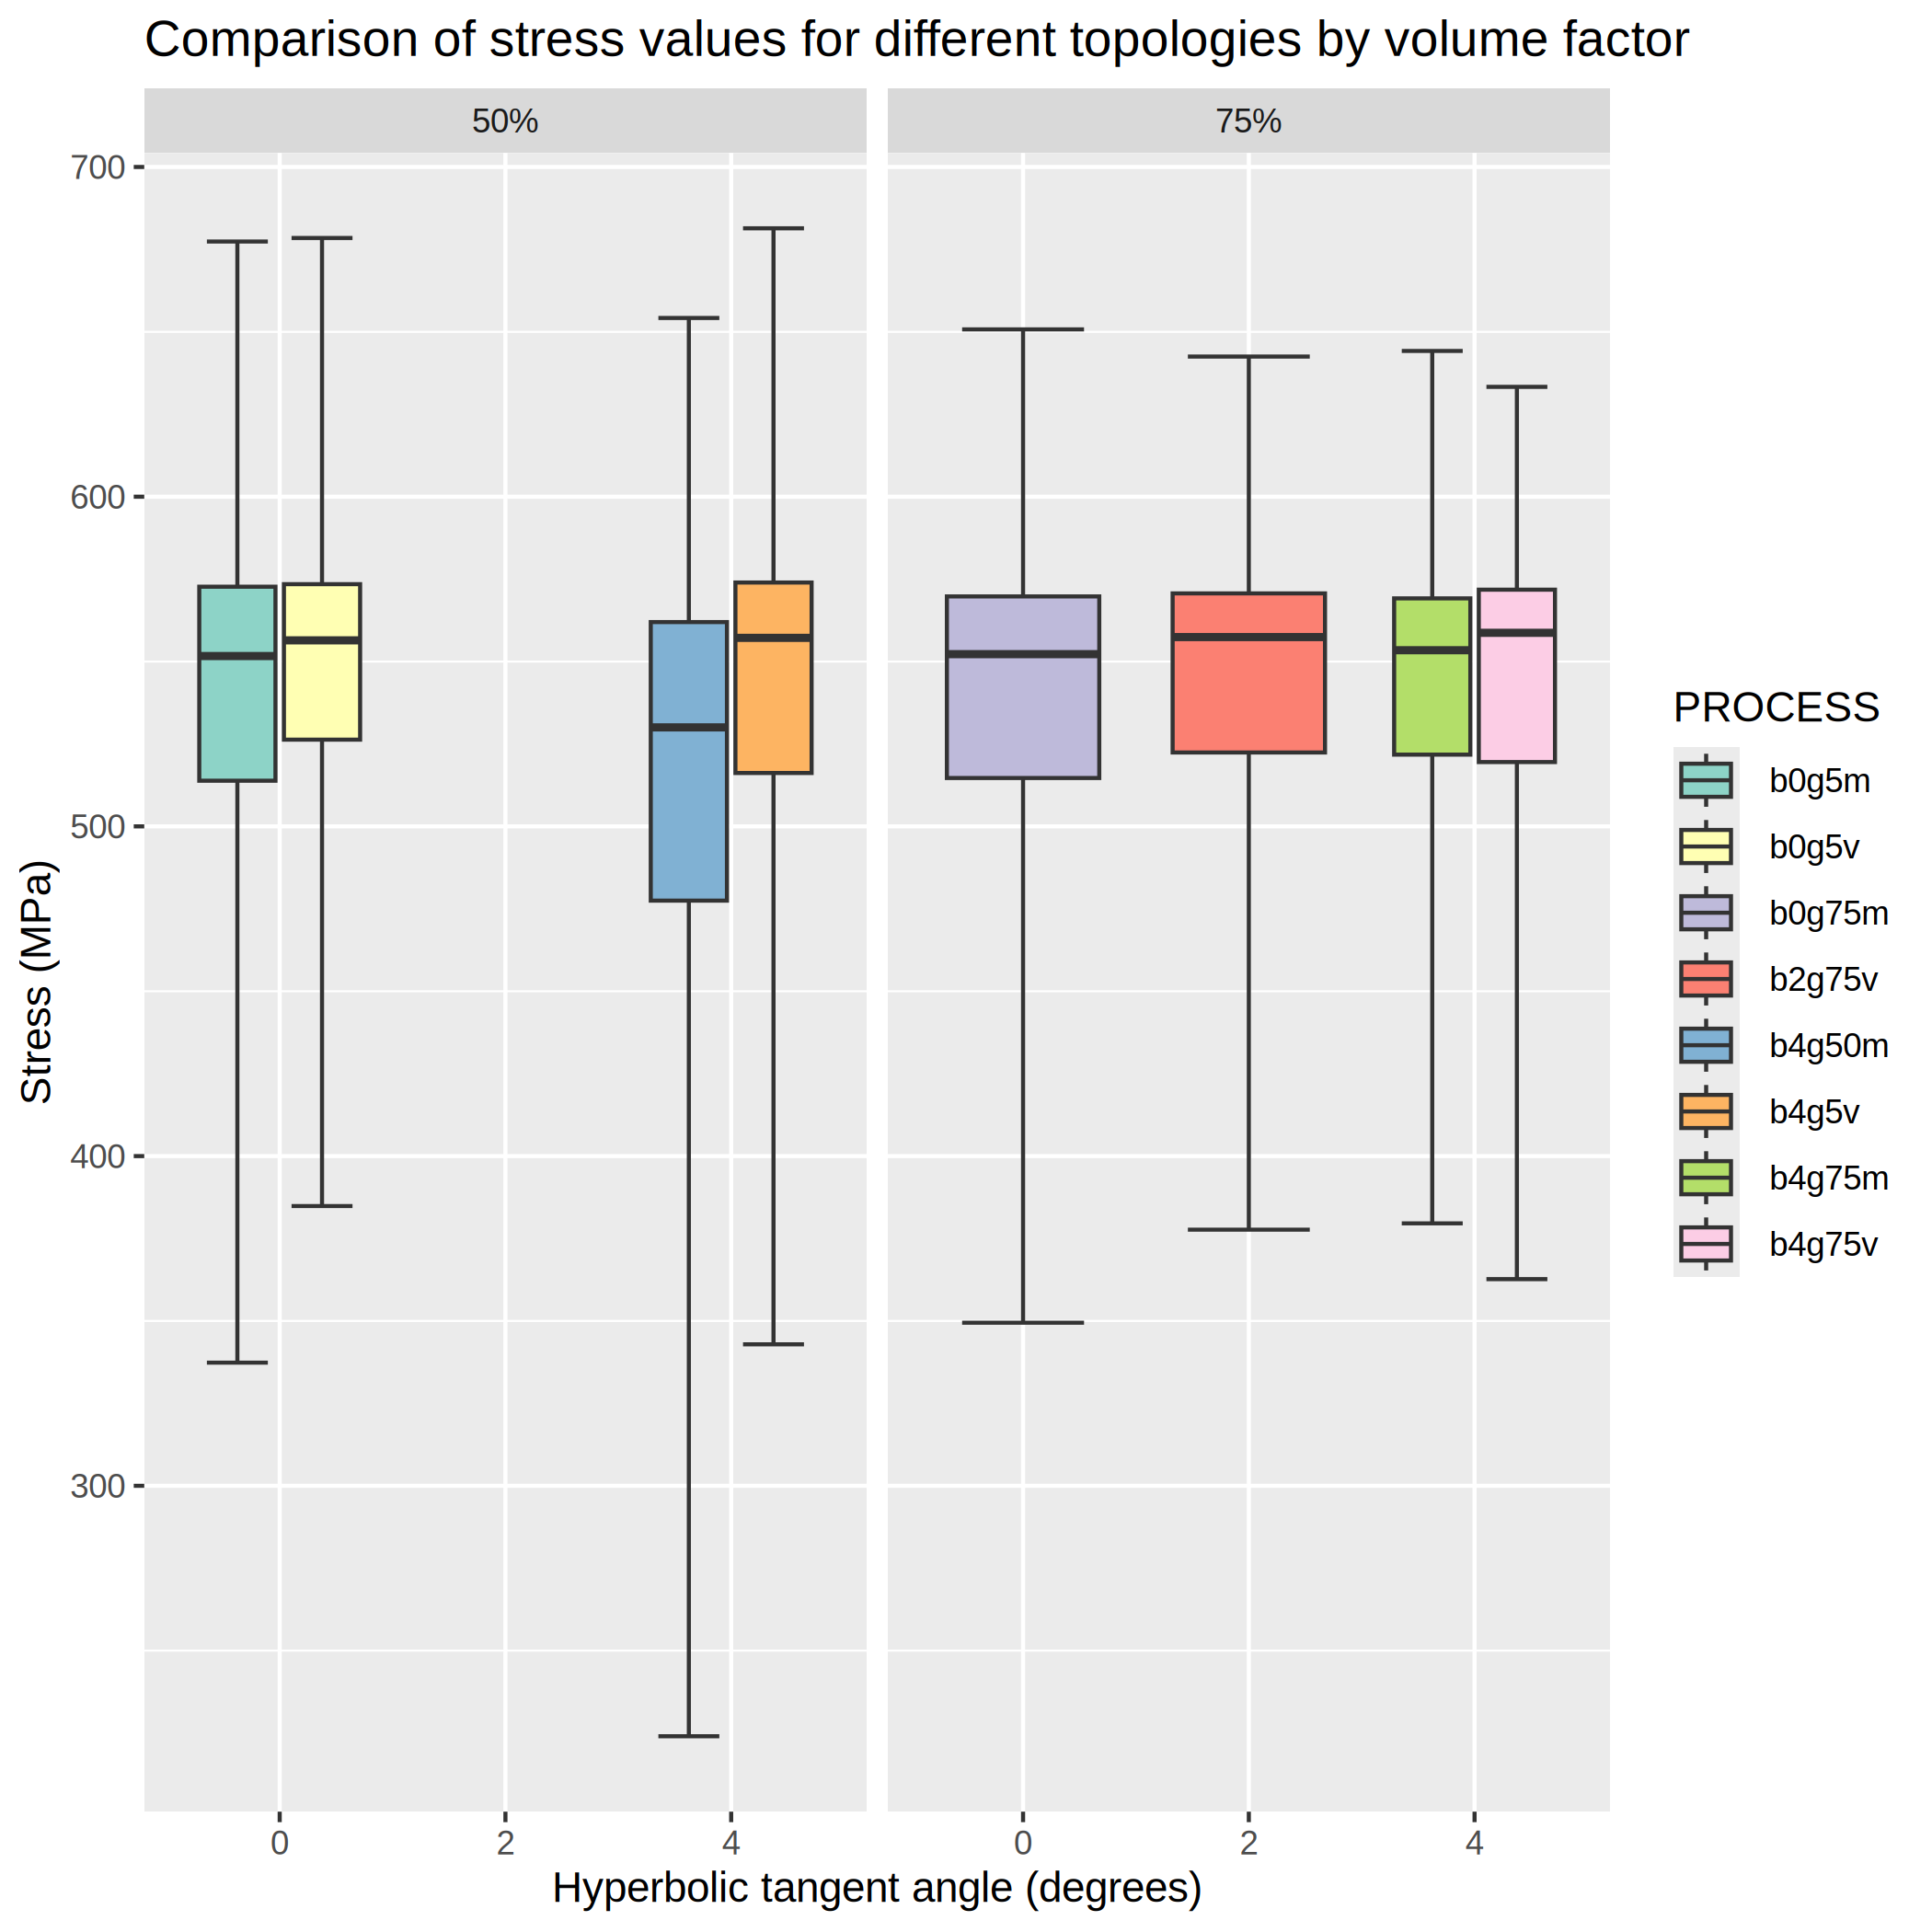 Comparison of stress values for different topologies by volume factor
50%
75%
700
600
500
400
300
Stress (MPa)
0
2
4
0
2
4
Hyperbolic tangent angle (degrees)
PROCESS
b0g5m
b0g5v
b0g75m
b2g75v
b4g50m
b4g5v
b4g75m
b4g75v